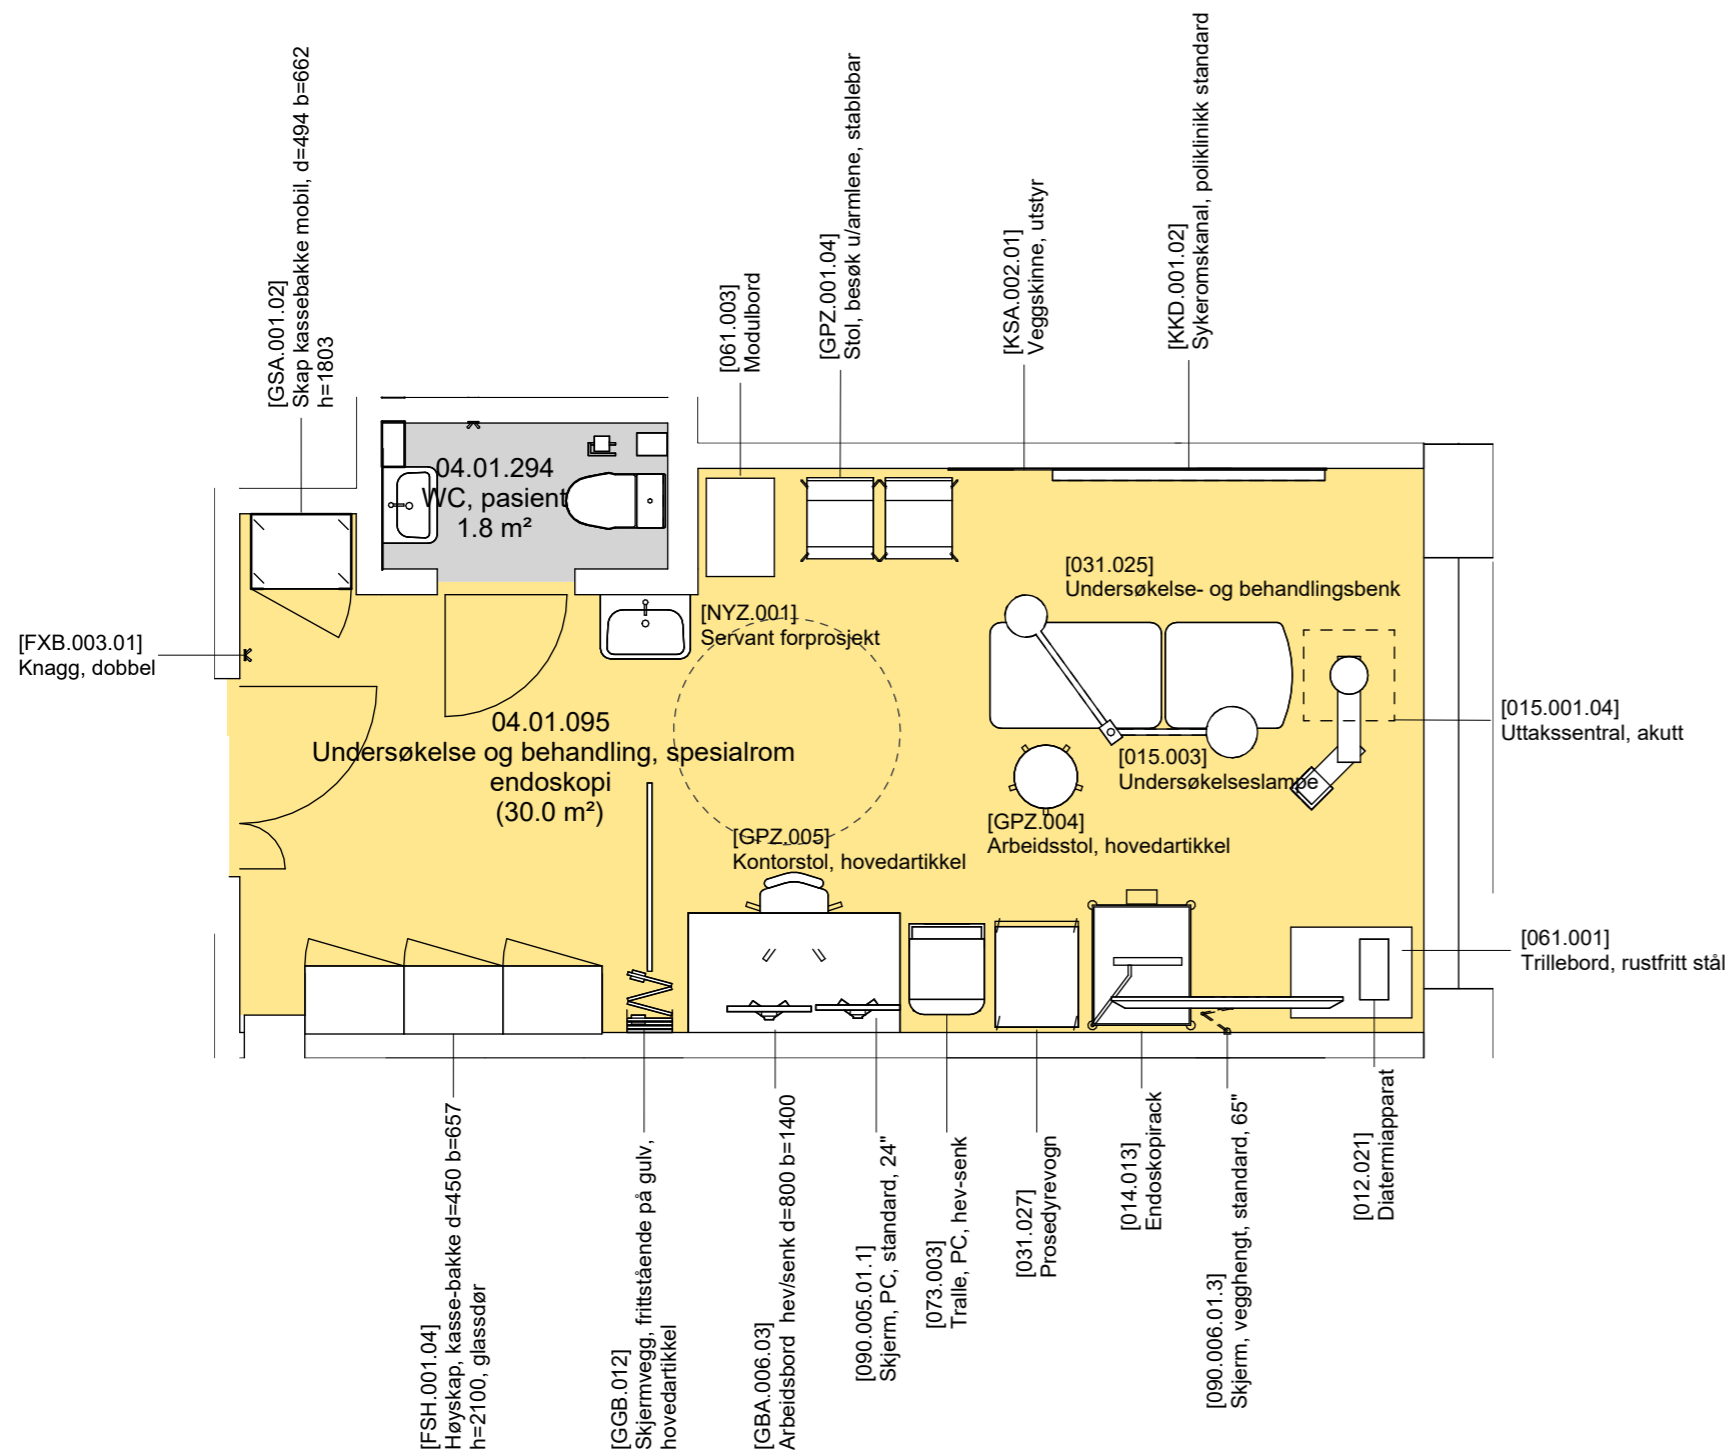 [GSA.001.02]
Skap kassebakke mobil, d=494 b=662
h=1803
[061.003]
Modulbord
[GPZ.001.04]
Stol, besøk u/armlene, stablebar
[KSA.002.01]
Veggskinne, utstyr
[KKD.001.02]
Sykeromskanal, poliklinikk standard
04.01.294
WC, pasient
1.8 m²
[031.025]
Undersøkelse- og behandlingsbenk
[NYZ.001]
Servant forprosjekt
[FXB.003.01]
Knagg, dobbel
04.01.095
Undersøkelse og behandling, spesialrom
endoskopi
(30.0 m²)
[015.001.04]
Uttakssentral, akutt
[015.003]
Undersøkelseslampe
[GPZ.005]
Kontorstol, hovedartikkel
[GPZ.004]
Arbeidsstol, hovedartikkel
[061.001]
Trillebord, rustfritt stål
[FSH.001.04]
Høyskap, kasse-bakke d=450 b=657
h=2100, glassdør
[GGB.012]
Skjermvegg, frittstående på gulv,
hovedartikkel
[GBA.006.03]
Arbeidsbord  hev/senk d=800 b=1400
[090.005.01.1]
Skjerm, PC, standard, 24"
[073.003]
Tralle, PC, hev-senk
[031.027]
Prosedyrevogn
[014.013]
Endoskopirack
[090.006.01.3]
Skjerm, vegghengt, standard, 65"
[012.021]
Diatermiapparat